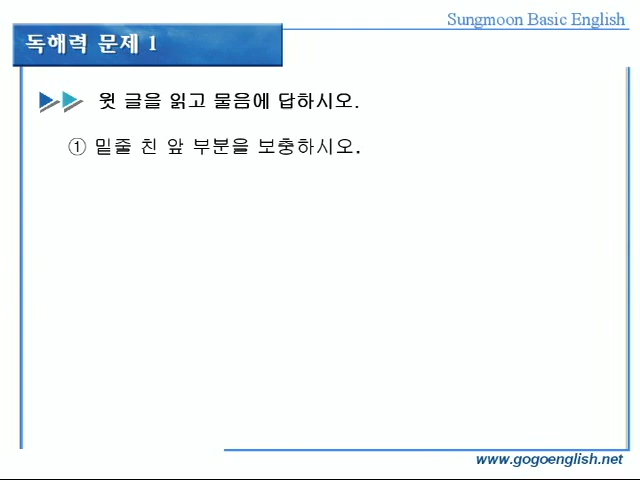 Sungmoon Basic English
독해력 문제 1
윗 글을 읽고 물음에 답하시오.
① 밑줄 친 앞 부분을 보충하시오.
www.gogoenglish.net